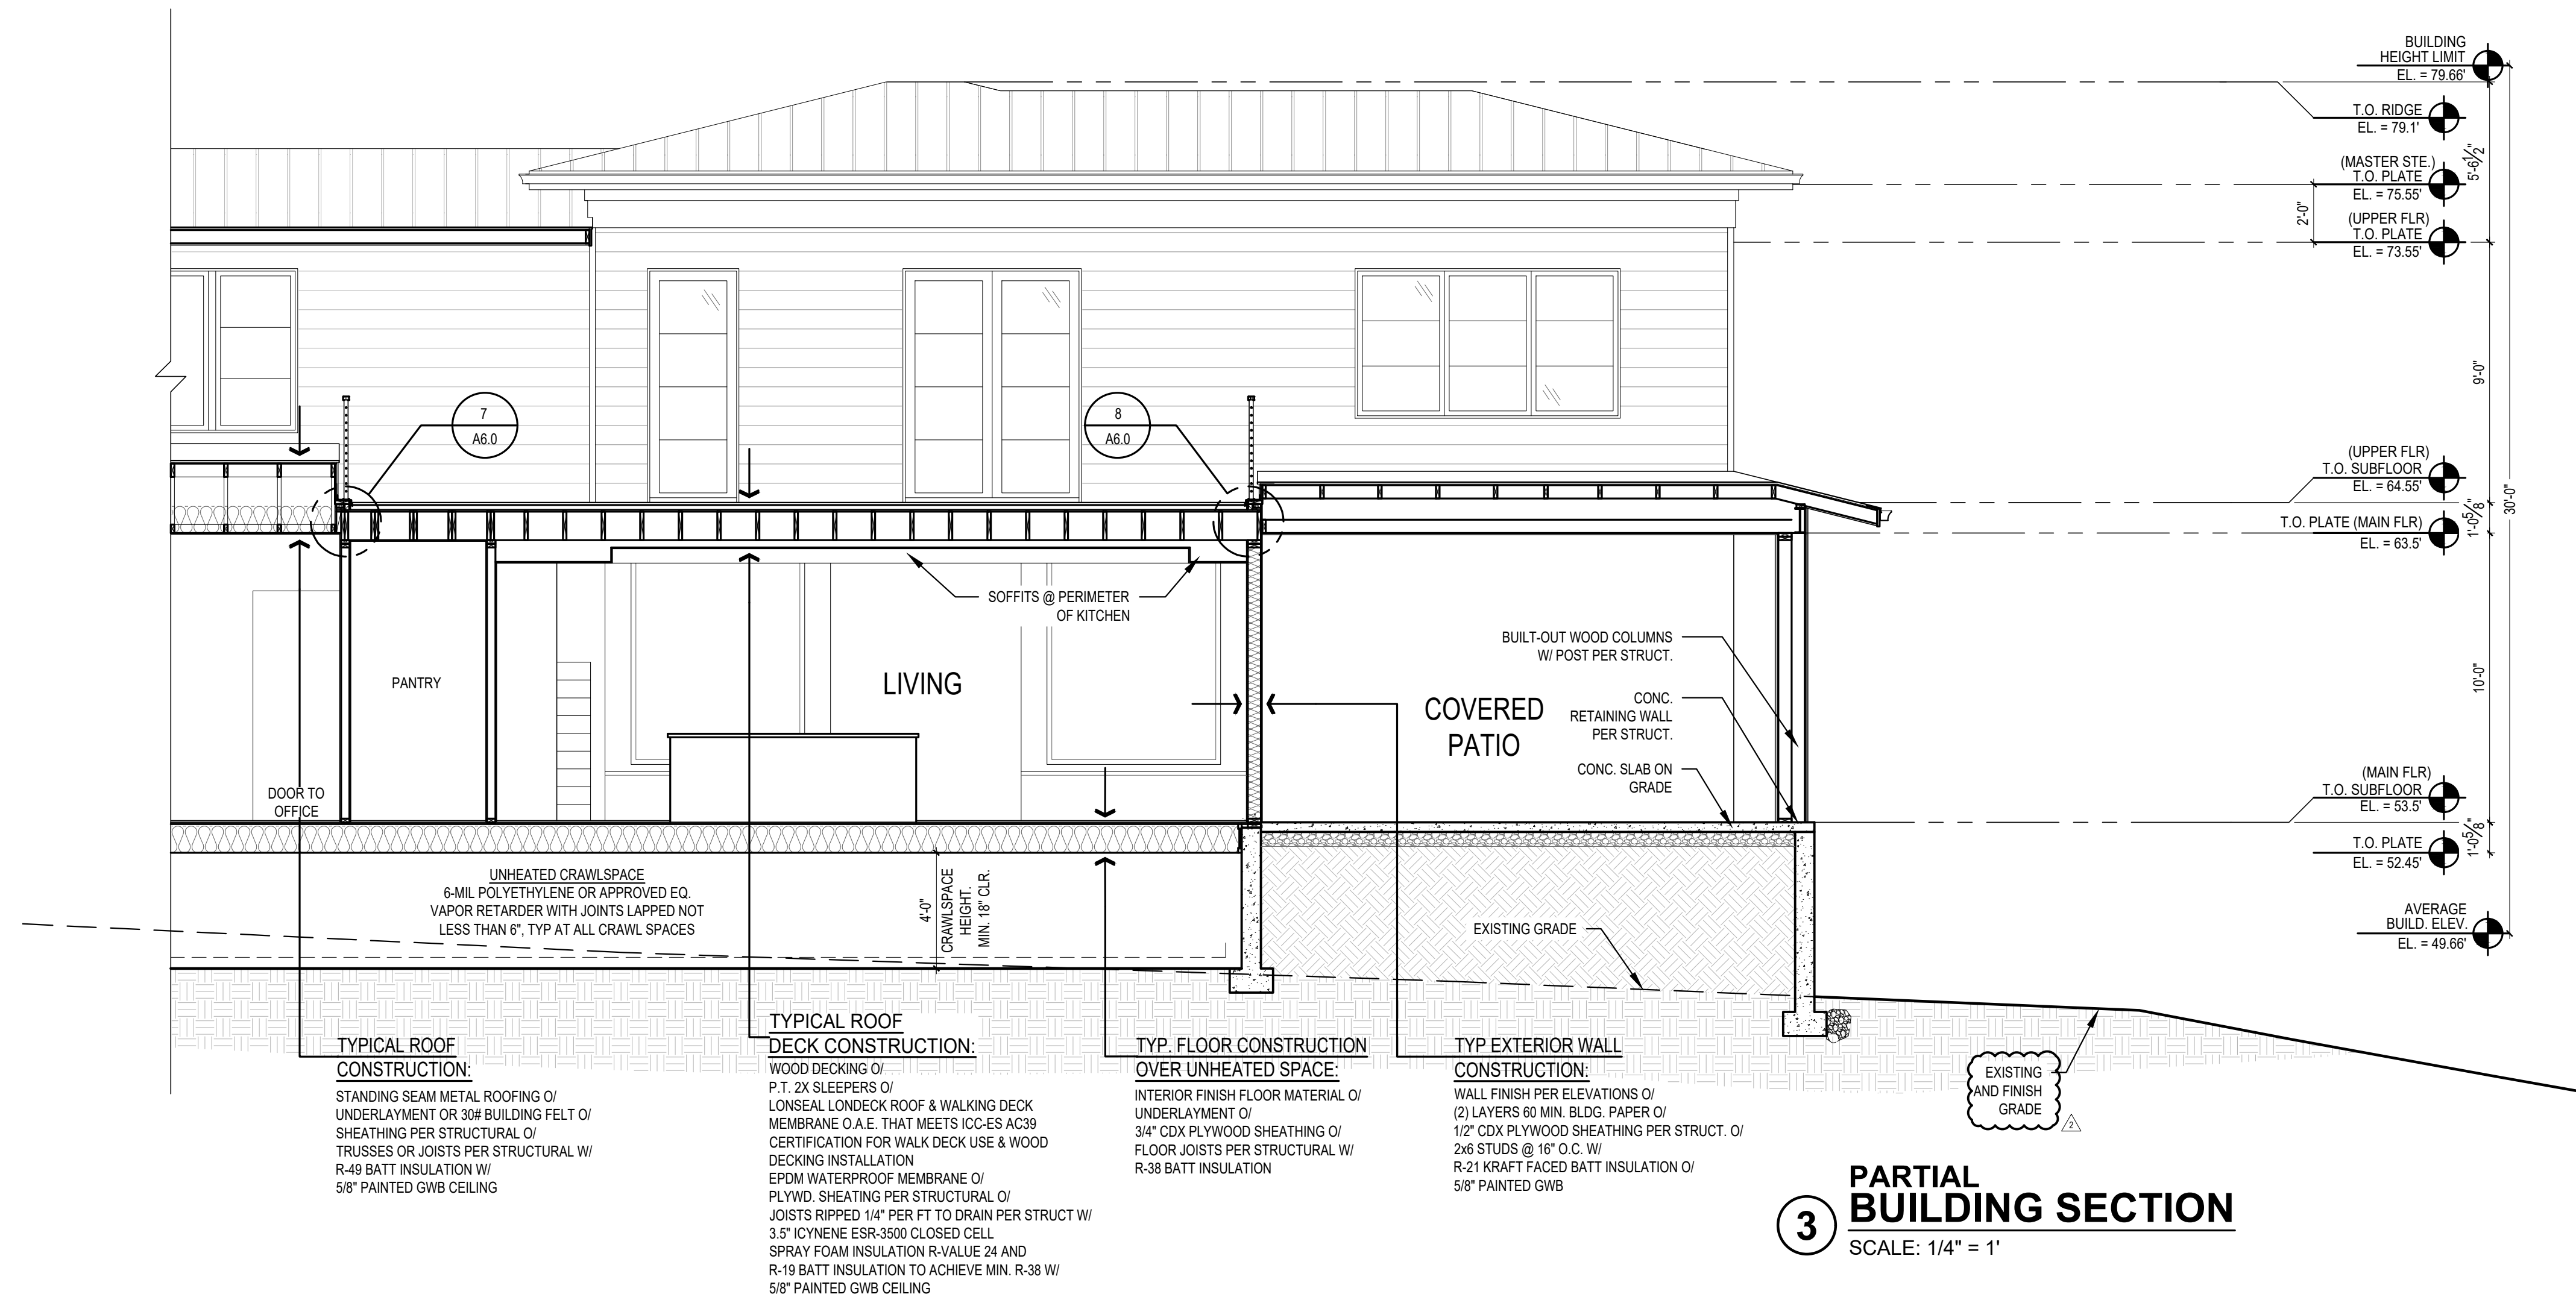 BUILDING
HEIGHT LIMIT
EL. = 79.66'
T.O. RIDGE
EL. = 79.1'
5'-6 1/2"
(MASTER STE.)
T.O. PLATE
EL. = 75.55'
2'-0"
(UPPER FLR)
T.O. PLATE
EL. = 73.55'
9'-0"
7
A6.0
8
A6.0
(UPPER FLR)
T.O. SUBFLOOR
EL. = 64.55'
30'-0"
1'-0 5/8"
T.O. PLATE (MAIN FLR)
EL. = 63.5'
SOFFITS @ PERIMETER
OF KITCHEN
BUILT-OUT WOOD COLUMNS
W/ POST PER STRUCT.
PANTRY
LIVING
COVERED
PATIO
CONC.
RETAINING WALL
PER STRUCT.
CONC. SLAB ON
GRADE
10'-0"
DOOR TO
OFFICE
(MAIN FLR)
T.O. SUBFLOOR
EL. = 53.5'
1'-0 5/8"
T.O. PLATE
EL. = 52.45'
UNHEATED CRAWLSPACE
6-MIL POLYETHYLENE OR APPROVED EQ.
VAPOR RETARDER WITH JOINTS LAPPED NOT
LESS THAN 6", TYP AT ALL CRAWL SPACES
4'-0"
CRAWLSPACE
HEIGHT.
MIN. 18" CLR.
EXISTING GRADE
AVERAGE
BUILD. ELEV.
EL. = 49.66'
TYPICAL ROOF
CONSTRUCTION:
STANDING SEAM METAL ROOFING O/
UNDERLAYMENT OR 30# BUILDING FELT O/
SHEATHING PER STRUCTURAL O/
TRUSSES OR JOISTS PER STRUCTURAL W/
R-49 BATT INSULATION W/
5/8" PAINTED GWB CEILING
TYPICAL ROOF
DECK CONSTRUCTION:
WOOD DECKING O/
P.T. 2X SLEEPERS O/
LONSEAL LONDECK ROOF & WALKING DECK
MEMBRANE O.A.E. THAT MEETS ICC-ES AC39
CERTIFICATION FOR WALK DECK USE & WOOD
DECKING INSTALLATION
EPDM WATERPROOF MEMBRANE O/
PLYWD. SHEATING PER STRUCTURAL O/
JOISTS RIPPED 1/4" PER FT TO DRAIN PER STRUCT W/
3.5" ICYNENE ESR-3500 CLOSED CELL
SPRAY FOAM INSULATION R-VALUE 24 AND
R-19 BATT INSULATION TO ACHIEVE MIN. R-38 W/
5/8" PAINTED GWB CEILING
TYP. FLOOR CONSTRUCTION
OVER UNHEATED SPACE:
INTERIOR FINISH FLOOR MATERIAL O/
UNDERLAYMENT O/
3/4" CDX PLYWOOD SHEATHING O/
FLOOR JOISTS PER STRUCTURAL W/
R-38 BATT INSULATION
TYP EXTERIOR WALL
CONSTRUCTION:
WALL FINISH PER ELEVATIONS O/
(2) LAYERS 60 MIN. BLDG. PAPER O/
1/2" CDX PLYWOOD SHEATHING PER STRUCT. O/
2x6 STUDS @ 16" O.C. W/
R-21 KRAFT FACED BATT INSULATION O/
5/8" PAINTED GWB
EXISTING
AND FINISH
GRADE
2
3
PARTIAL
BUILDING SECTION
SCALE: 1/4" = 1'